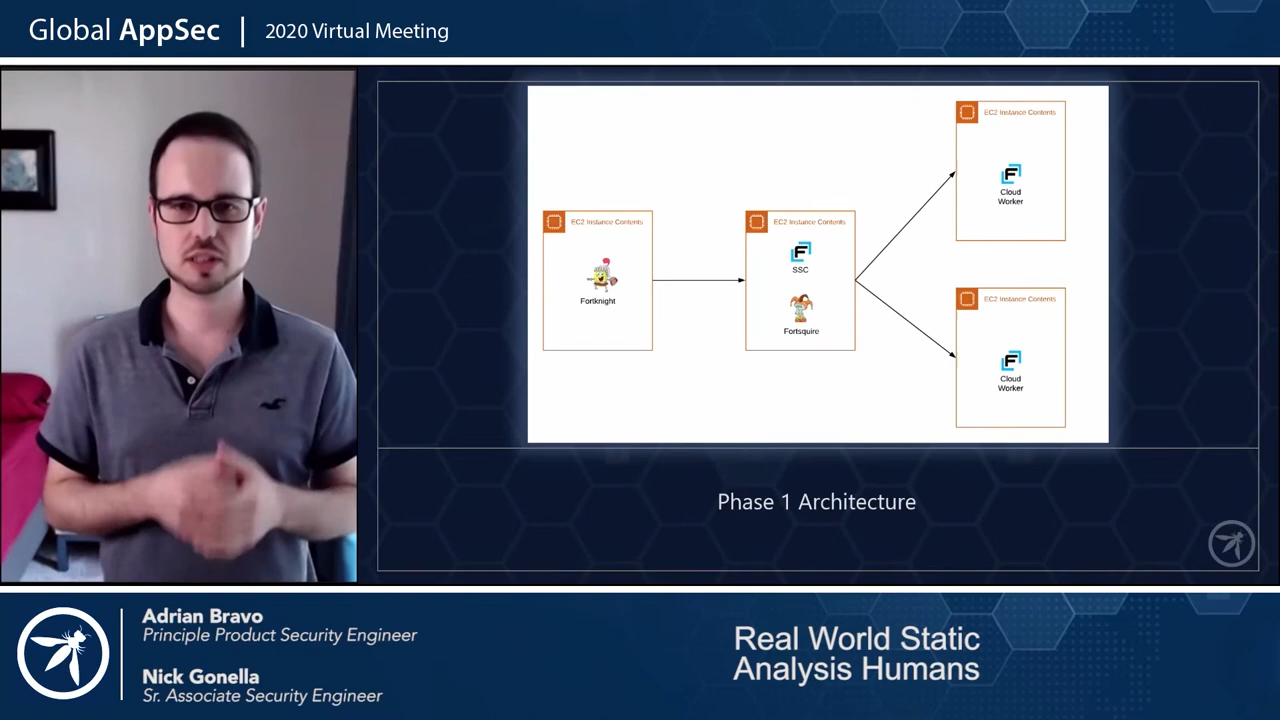 Global AppSec | 2020 Virtual Meeting
EC2 Instance Contents
Fortknight
EC2 Instance Contents
SSC
Fortsquire
EC2 Instance Contents
Cloud
Worker
EC2 Instance Contents
Cloud
Worker
Phase 1 Architecture
Adrian Bravo
Principle Product Security Engineer
Nick Gonella
Sr. Associate Security Engineer
Real World Static
Analysis Humans